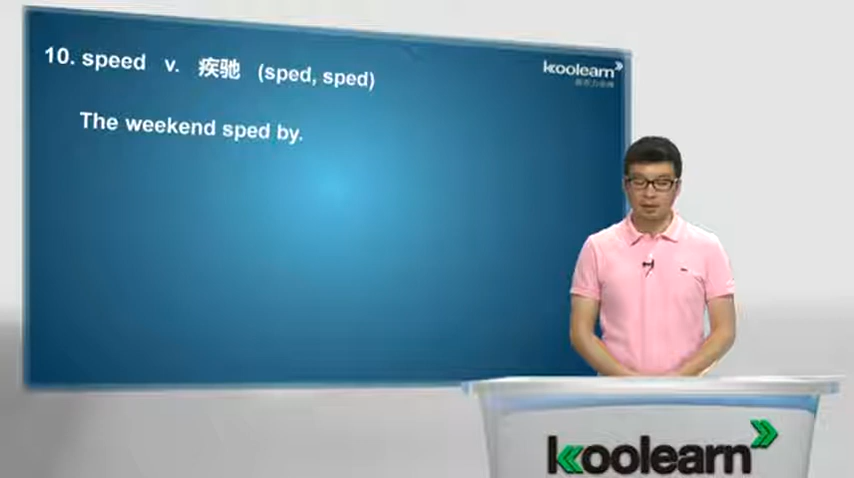 10. speed v. 疾驰 (sped, sped)
koolearn
The weekend sped by.
koolearn